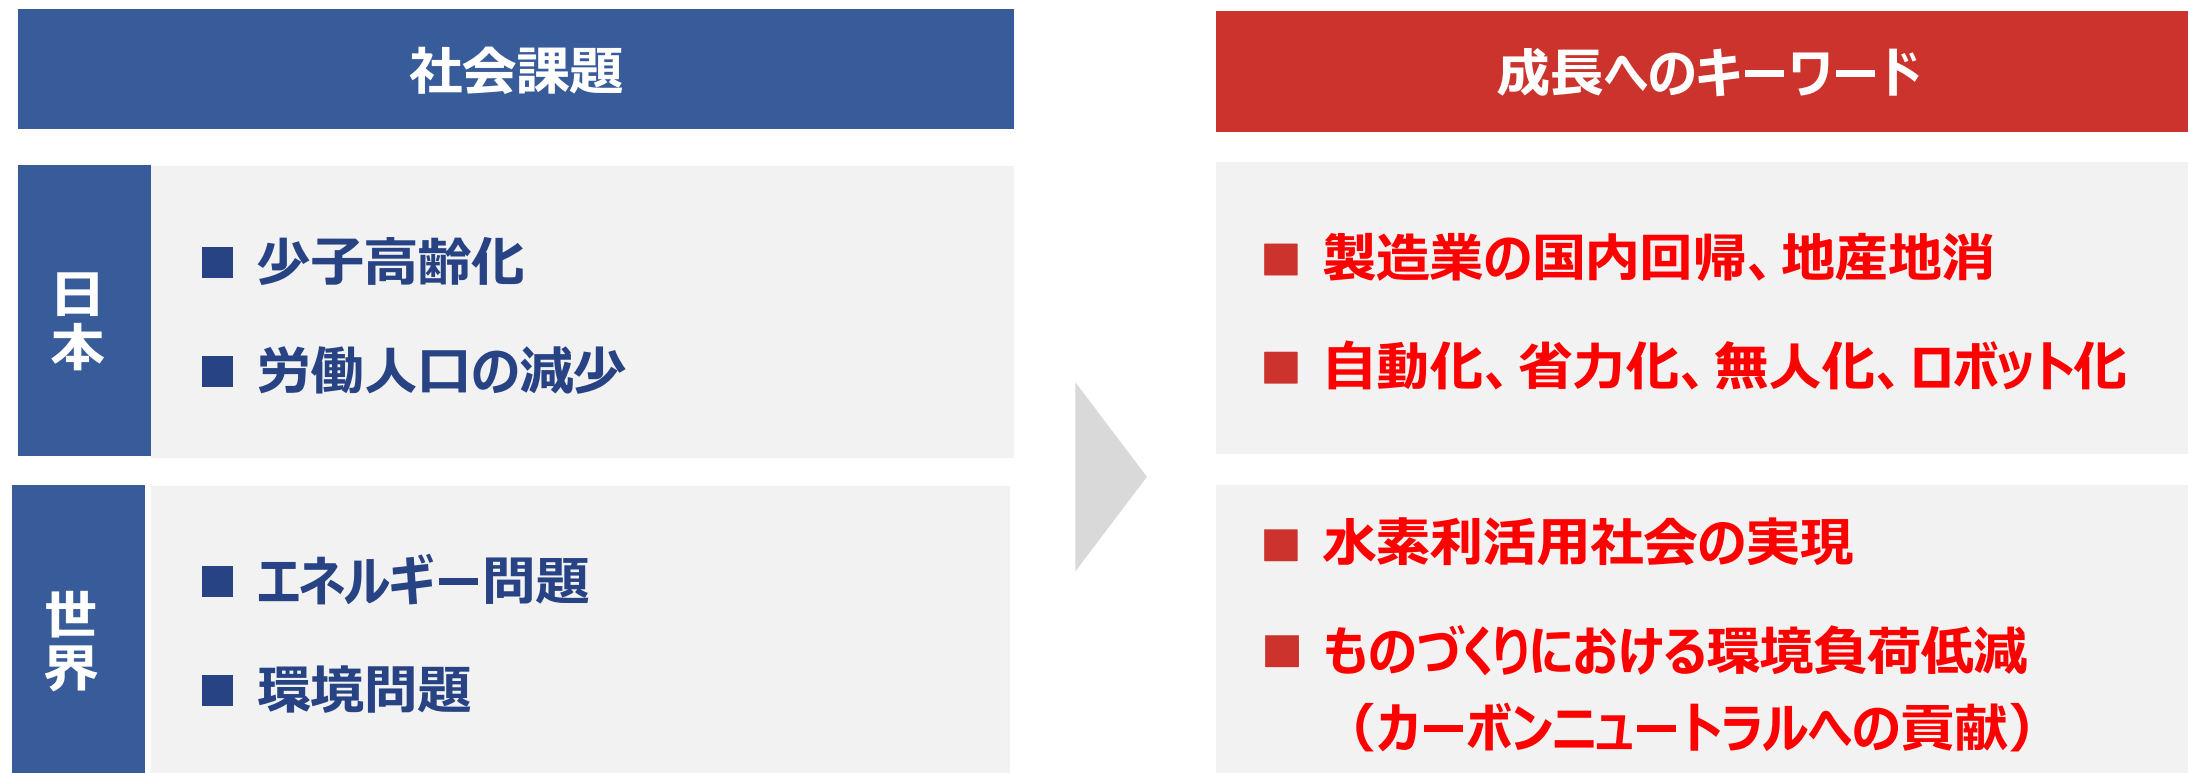 社会課題
成長へのキーワード
日本
■ 少子高齢化
■ 労働人口の減少
■ 製造業の国内回帰、地産地消
■ 自動化、省力化、無人化、ロボット化
世界
■ エネルギー問題
■ 環境問題
■ 水素利活用社会の実現
■ ものづくりにおける環境負荷低減
（カーボンニュートラルへの貢献）